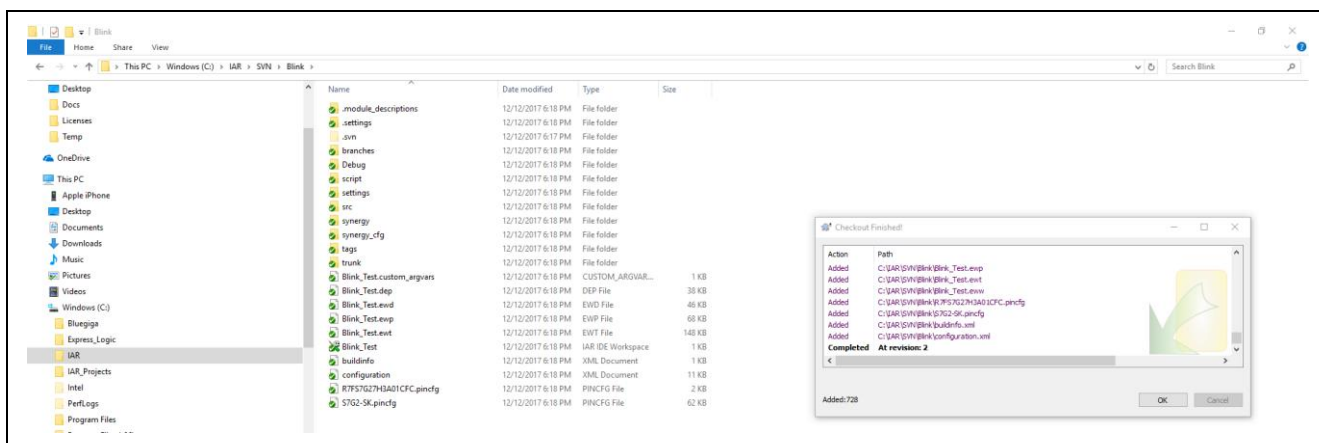 Blink
File Home Share View
This PC > Windows (C:) > IAR > SVN > Blink >
Search Blink
Desktop
Docs
Licenses
Temp
OneDrive
This PC
Apple iPhone
Desktop
Documents
Downloads
Music
Pictures
Videos
Windows (C:)
Bluegiga
Express_Logic
IAR
IAR_Projects
Intel
PerfLogs
Program Files
Name Date modified Type Size
.module_descriptions 12/12/2017 6:18 PM File folder
.settings 12/12/2017 6:18 PM File folder
.svn 12/12/2017 6:17 PM File folder
branches 12/12/2017 6:18 PM File folder
Debug 12/12/2017 6:18 PM File folder
script 12/12/2017 6:18 PM File folder
settings 12/12/2017 6:18 PM File folder
src 12/12/2017 6:18 PM File folder
synergy 12/12/2017 6:18 PM File folder
synergy_cfg 12/12/2017 6:18 PM File folder
tags 12/12/2017 6:18 PM File folder
trunk 12/12/2017 6:18 PM File folder
Blink_Test.custom_argvars 12/12/2017 6:18 PM CUSTOM_ARGVAR... 1 KB
Blink_Test.dep 12/12/2017 6:18 PM DEP File 38 KB
Blink_Test.ewd 12/12/2017 6:18 PM EWD File 46 KB
Blink_Test.ewp 12/12/2017 6:18 PM EWP File 68 KB
Blink_Test.ewt 12/12/2017 6:18 PM EWT File 148 KB
Blink_Test 12/12/2017 6:18 PM IAR IDE Workspace 1 KB
buildinfo 12/12/2017 6:18 PM XML Document 1 KB
configuration 12/12/2017 6:18 PM XML Document 11 KB
R7FS7G27H3A01CFC.pincfg 12/12/2017 6:18 PM PINCFG File 2 KB
S7G2-SK.pincfg 12/12/2017 6:18 PM PINCFG File 62 KB
Checkout Finished!
Action Path
Added C:\IAR\SVN\Blink\Blink_Test.ewp
Added C:\IAR\SVN\Blink\Blink_Test.ewt
Added C:\IAR\SVN\Blink\Blink_Test.eww
Added C:\IAR\SVN\Blink\R7FS7G27H3A01CFC.pincfg
Added C:\IAR\SVN\Blink\S7G2-SK.pincfg
Added C:\IAR\SVN\Blink\buildinfo.xml
Added C:\IAR\SVN\Blink\configuration.xml
Completed At revision: 2
Added:728
OK Cancel